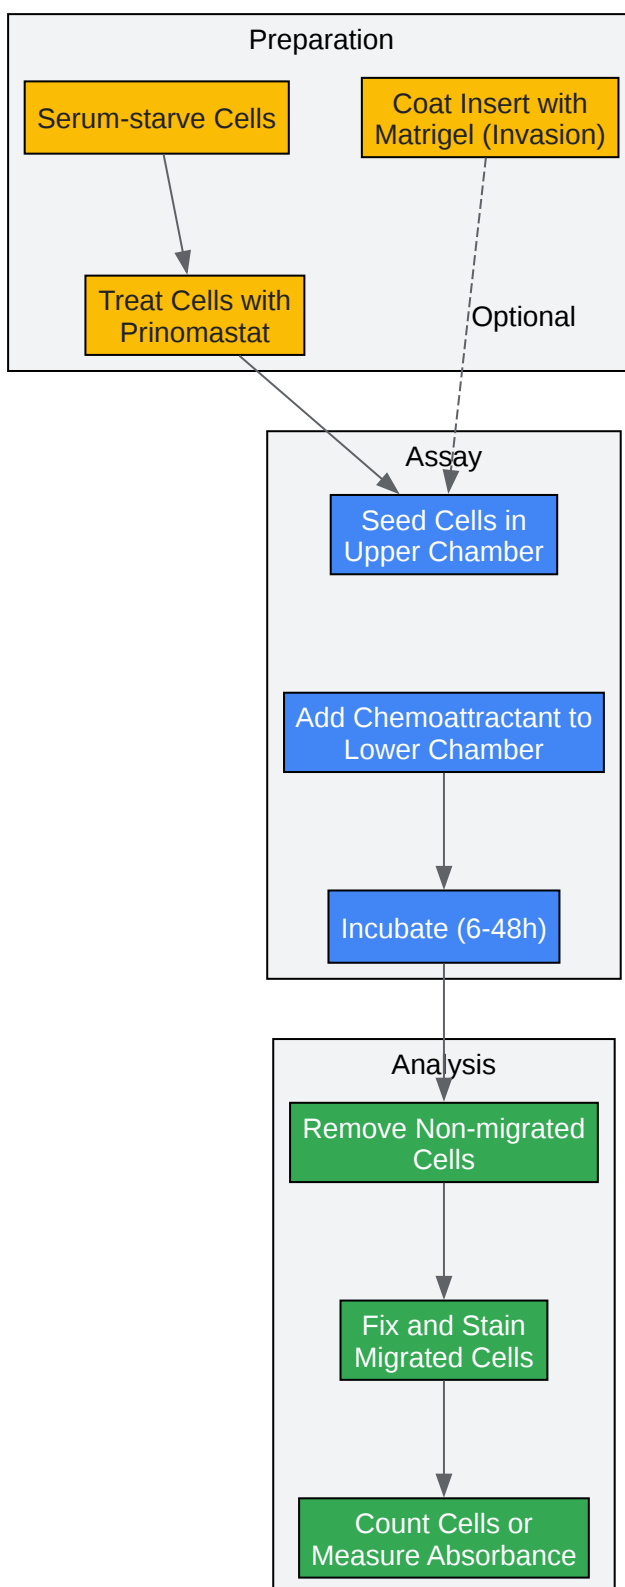 Preparation
Serum-starve Cells
Coat Insert with
Matrigel (Invasion)
Treat Cells with
Prinomastat
Optional
Assay
Seed Cells in
Upper Chamber
Add Chemoattractant to
Lower Chamber
Incubate (6-48h)
Analysis
Remove Non-migrated
Cells
Fix and Stain
Migrated Cells
Count Cells or
Measure Absorbance